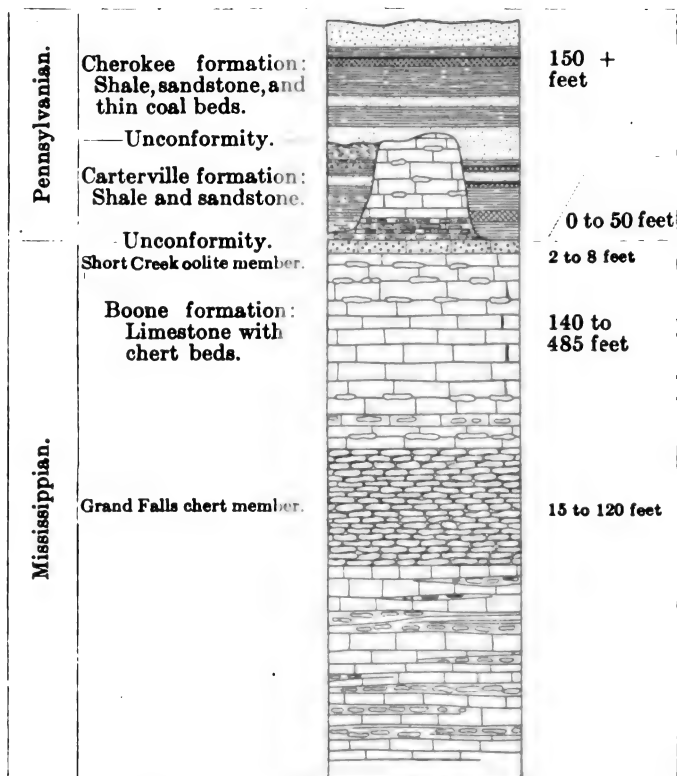 Pennsylvanian.
Cherokee formation:
Shale, sandstone, and
thin coal beds.
150 +
feet
—Unconformity.
Carterville formation:
Shale and sandstone.
0 to 50 feet
Unconformity.
Short Creek oolite member.
2 to 8 feet
Boone formation:
Limestone with
chert beds.
140 to
485 feet
Mississippian.
Grand Falls chert member.
15 to 120 feet